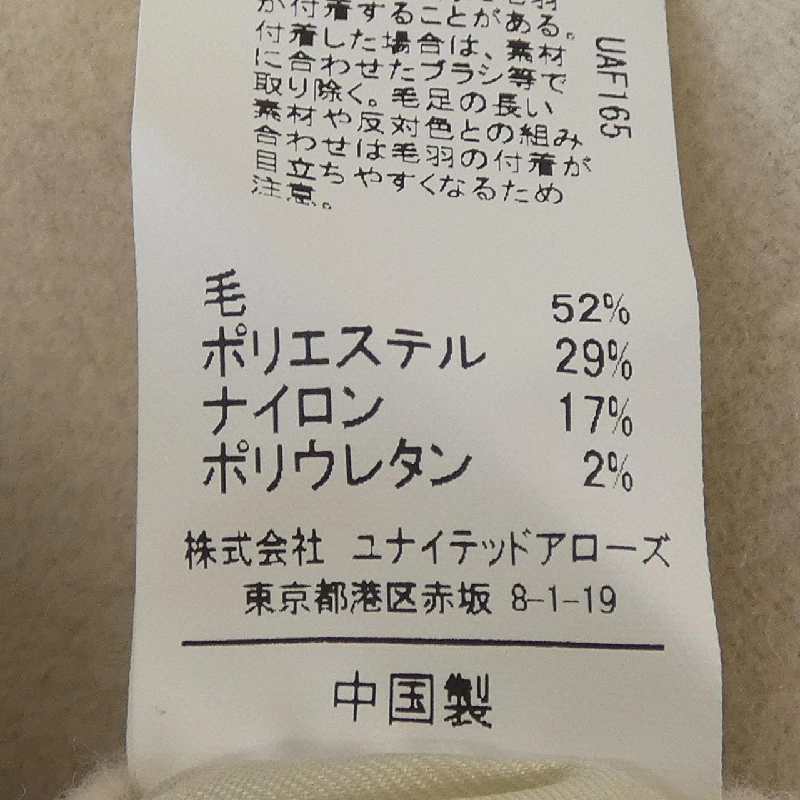 が付着することがある。
付着した場合は、素材
に合わせたブラシ等で
取り除く。毛足の長い
素材や反対色との組み
合わせは毛羽の付着が
目立ちやすくなるため
注意。
UAF165
毛 52%
ポリエステル 29%
ナイロン 17%
ポリウレタン 2%
株式会社 ユナイテッドアローズ
東京都港区赤坂 8-1-19
中国製